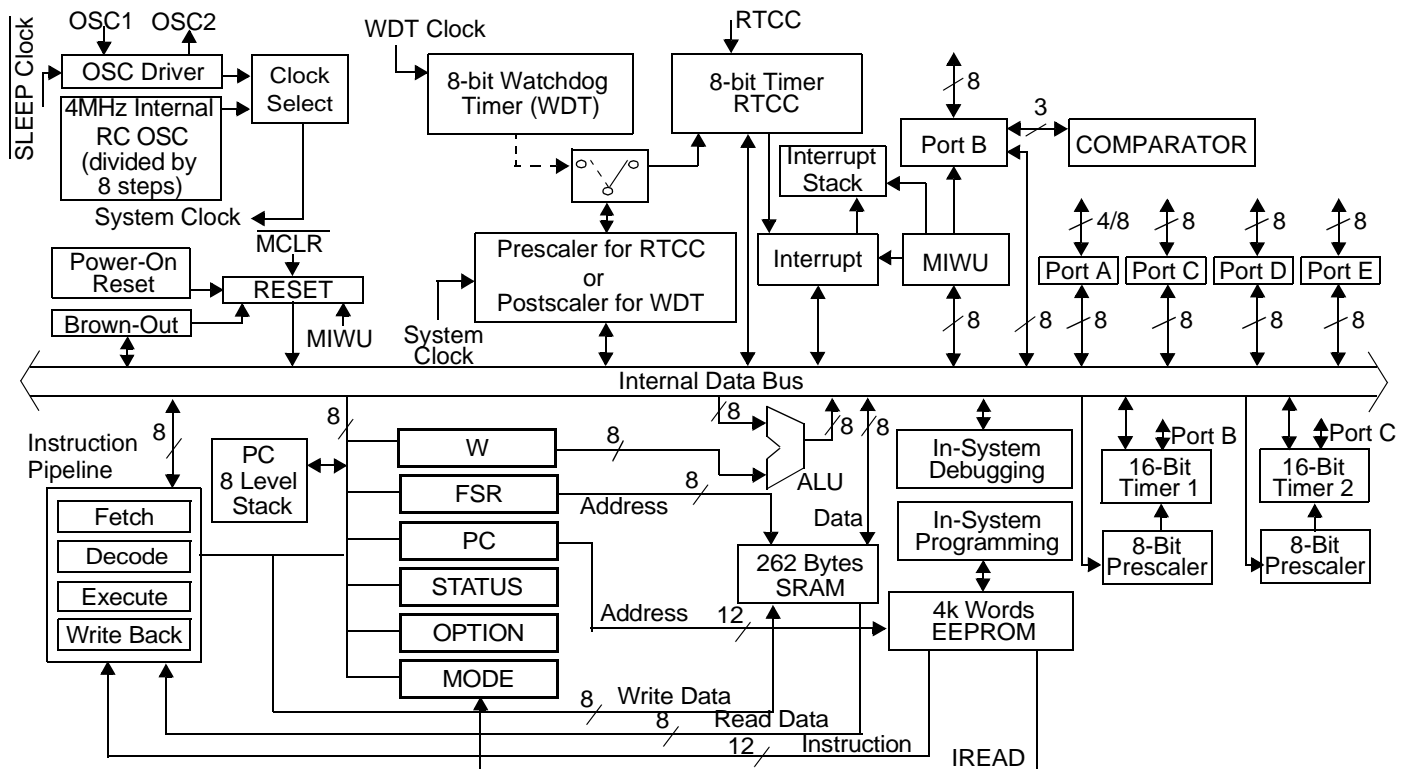 OSC1
OSC2
SLEEP Clock
OSC Driver
Clock
Select
4MHz Internal
RC OSC
(divided by
8 steps)
System Clock
WDT Clock
8-bit Watchdog
Timer (WDT)
RTCC
8-bit Timer
RTCC
8
Port B
3
COMPARATOR
Interrupt
Stack
Interrupt
MIWU
4/8
8
8
8
Port A
Port C
Port D
Port E
MCLR
Power-On
Reset
RESET
Brown-Out
MIWU
Prescaler for RTCC
or
Postscaler for WDT
System
Clock
8
8
8
8
8
8
Internal Data Bus
8
Instruction
Pipeline
Fetch
Decode
Execute
Write Back
PC
8 Level
Stack
8
W
FSR
PC
STATUS
OPTION
MODE
8
8
Address
8
8
8
ALU
Data
262 Bytes
SRAM
In-System
Debugging
In-System
Programming
4k Words
EEPROM
Address
12
Port B
16-Bit
Timer 1
8-Bit
Prescaler
Port C
16-Bit
Timer 2
8-Bit
Prescaler
8
Write Data
8
Read Data
12
Instruction
IREAD